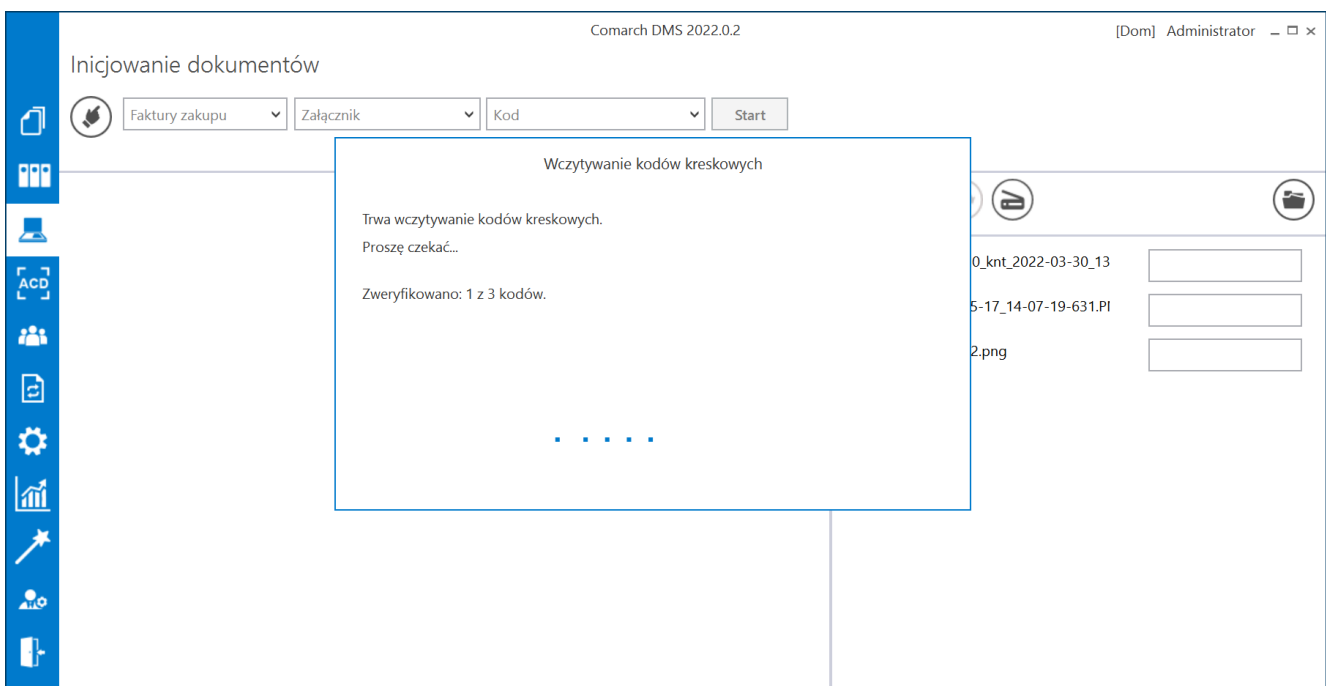 Comarch DMS 2022.0.2
[Dom] Administrator
Inicjowanie dokumentów
Faktury zakupu
Załącznik
Kod
Start
Wczytywanie kodów kreskowych
Trwa wczytywanie kodów kreskowych.
Proszę czekać...
Zweryfikowano: 1 z 3 kodów.
0_knt_2022-03-30_13
5-17_14-07-19-631.
2.png
ACD